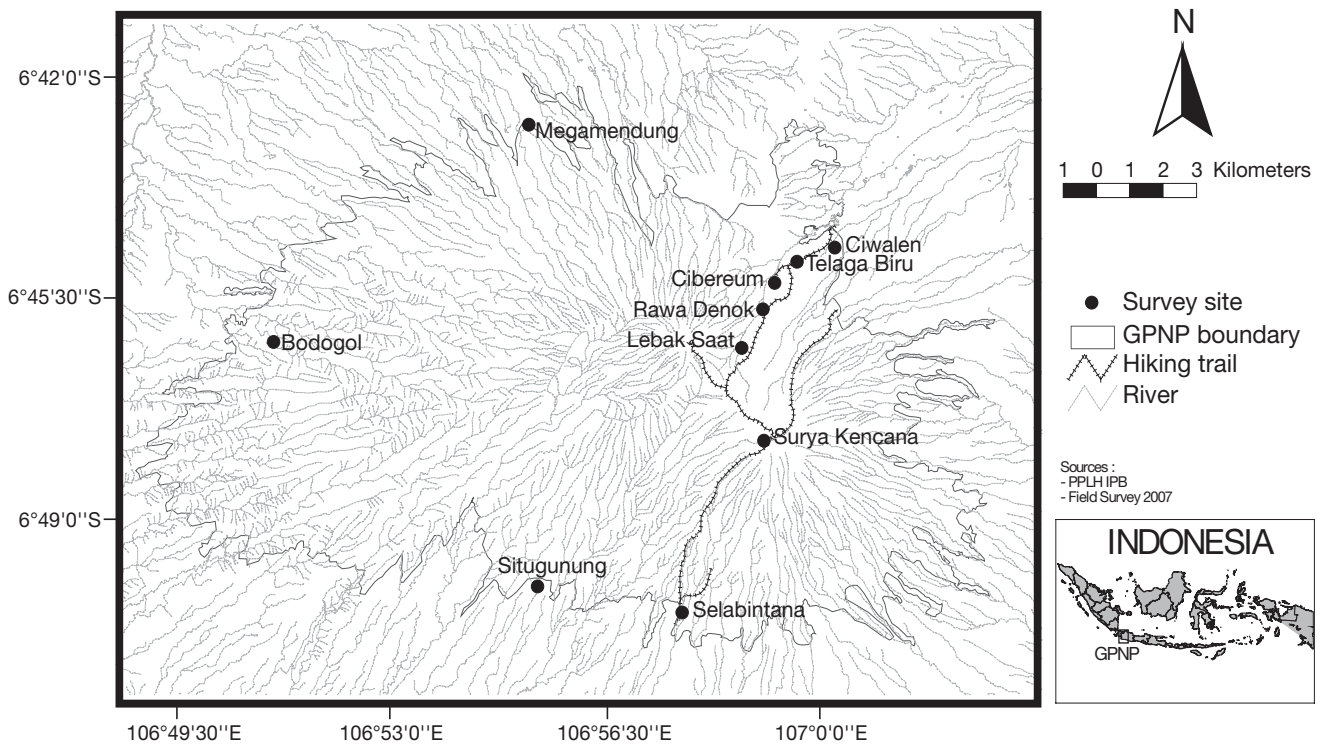 6°42'0''S
6°45'30''S
6°49'0''S
106°49'30''E
106°53'0''E
106°56'30''E
107°0'0''E
Megamendung
Ciwalen
Telaga Biru
Cibereum
Rawa Denok
Lebak Saat
Bodogol
Surya Kencana
Situgunung
Selabintana
N
1 0 1 2 3 Kilometers
Survey site
GPNP boundary
Hiking trail
River
Sources :
- PPLH IPB
- Field Survey 2007
INDONESIA
GPNP